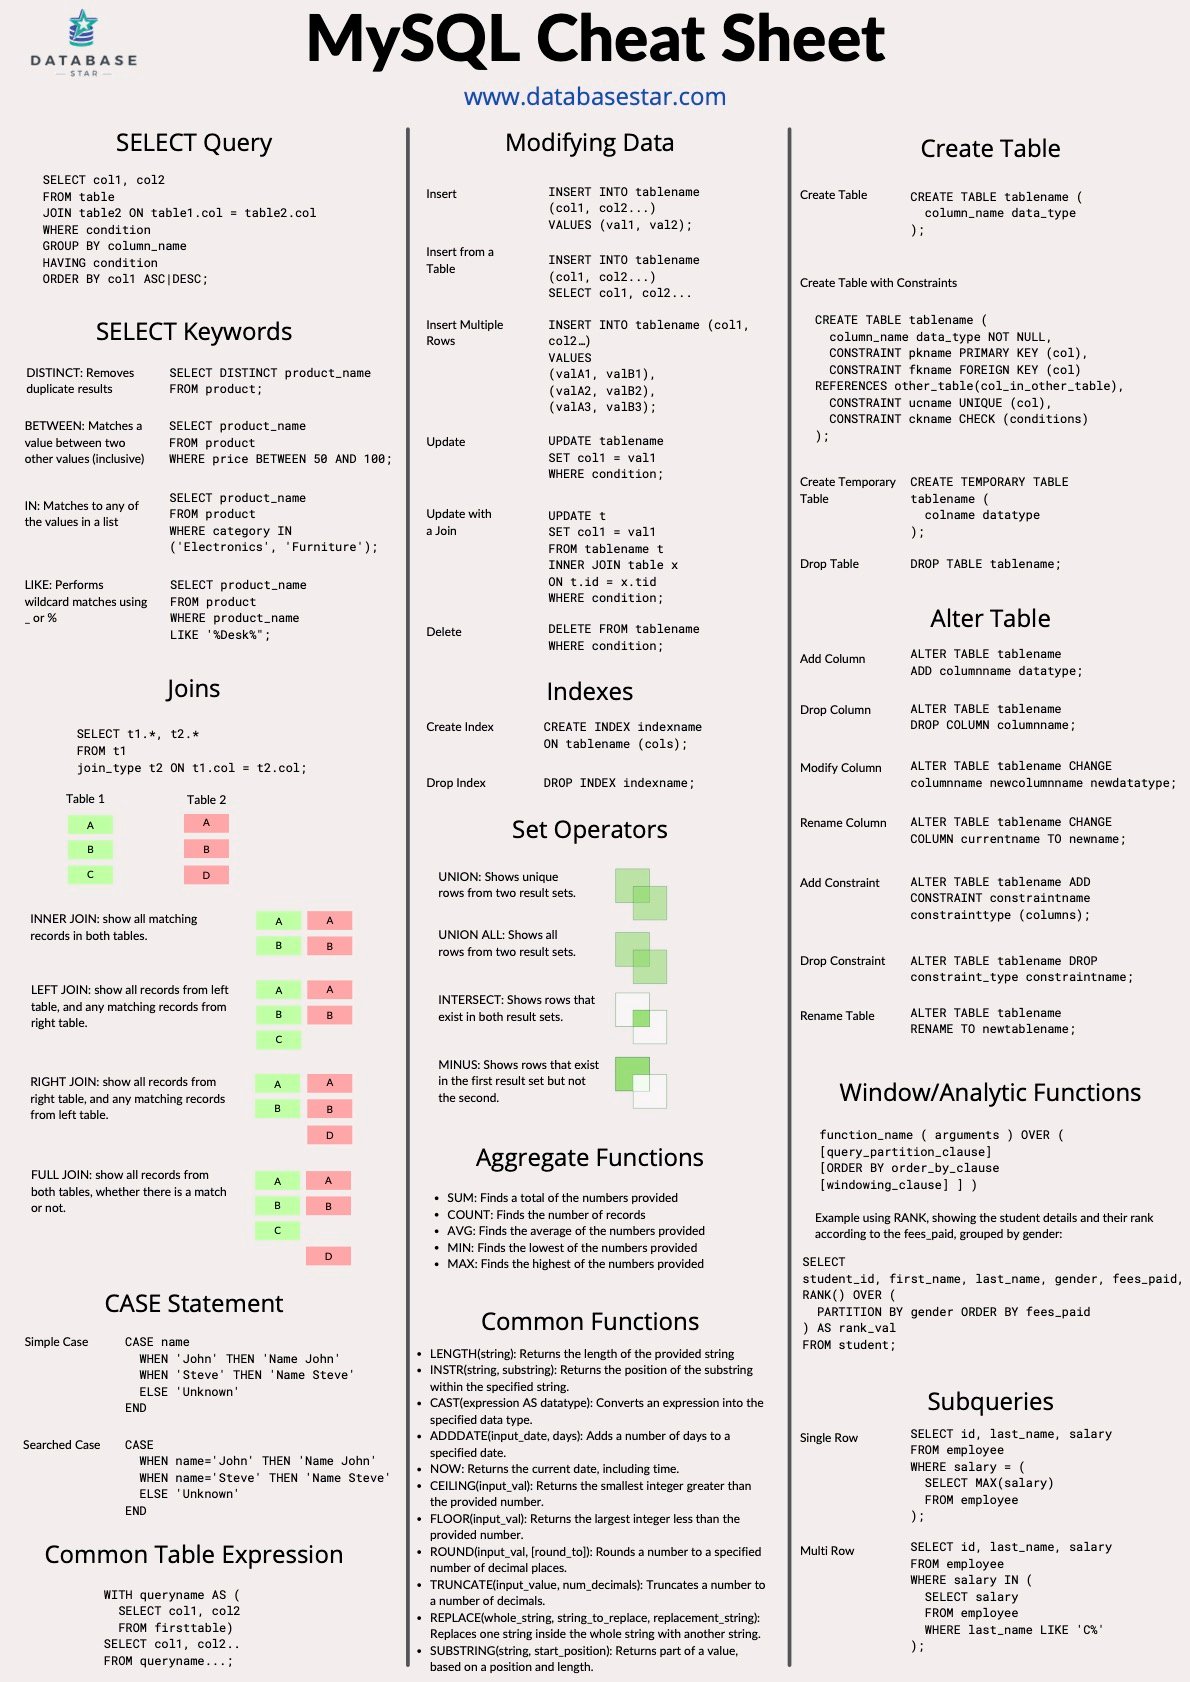 DATABASE
STAR
MySQL Cheat Sheet
www.databasestar.com
SELECT Query
SELECT col1, col2
FROM table
JOIN table2 ON table1.col = table2.col
WHERE condition
GROUP BY column_name
HAVING condition
ORDER BY col1 ASC|DESC;
SELECT Keywords
DISTINCT: Removes
duplicate results
SELECT DISTINCT product_name
FROM product;
BETWEEN: Matches a
value between two
other values (inclusive)
SELECT product_name
FROM product
WHERE price BETWEEN 50 AND 100;
IN: Matches to any of
the values in a list
SELECT product_name
FROM product
WHERE category IN
('Electronics', 'Furniture');
LIKE: Performs
wildcard matches using
_ or %
SELECT product_name
FROM product
WHERE product_name
LIKE '%Desk%";
Joins
SELECT t1.*, t2.*
FROM t1
join_type t2 ON t1.col = t2.col;
Table 1
Table 2
A
A
B
B
C
D
INNER JOIN: show all matching
records in both tables.
A
A
B
B
LEFT JOIN: show all records from left
table, and any matching records from
right table.
A
A
B
B
C
RIGHT JOIN: show all records from
right table, and any matching records
from left table.
A
A
B
B
D
FULL JOIN: show all records from
both tables, whether there is a match
or not.
A
A
B
B
C
D
CASE Statement
Simple Case
CASE name
WHEN 'John' THEN 'Name John'
WHEN 'Steve' THEN 'Name Steve'
ELSE 'Unknown'
END
Searched Case
CASE
WHEN name='John' THEN 'Name John'
WHEN name='Steve' THEN 'Name Steve'
ELSE 'Unknown'
END
Common Table Expression
WITH queryname AS (
SELECT col1, col2
FROM firsttable)
SELECT col1, col2..
FROM queryname...;
Modifying Data
Insert
INSERT INTO tablename
(col1, col2...)
VALUES (val1, val2);
Insert from a
Table
INSERT INTO tablename
(col1, col2...)
SELECT col1, col2...
Insert Multiple
Rows
INSERT INTO tablename (col1,
col2…)
VALUES
(valA1, valB1),
(valA2, valB2),
(valA3, valB3);
Update
UPDATE tablename
SET col1 = val1
WHERE condition;
Update with
a Join
UPDATE t
SET col1 = val1
FROM tablename t
INNER JOIN table x
ON t.id = x.tid
WHERE condition;
Delete
DELETE FROM tablename
WHERE condition;
Indexes
Create Index
CREATE INDEX indexname
ON tablename (cols);
Drop Index
DROP INDEX indexname;
Set Operators
UNION: Shows unique
rows from two result sets.
UNION ALL: Shows all
rows from two result sets.
INTERSECT: Shows rows that
exist in both result sets.
MINUS: Shows rows that exist
in the first result set but not
the second.
Aggregate Functions
• SUM: Finds a total of the numbers provided
• COUNT: Finds the number of records
• AVG: Finds the average of the numbers provided
• MIN: Finds the lowest of the numbers provided
• MAX: Finds the highest of the numbers provided
Common Functions
• LENGTH(string): Returns the length of the provided string
• INSTR(string, substring): Returns the position of the substring
within the specified string.
• CAST(expression AS datatype): Converts an expression into the
specified data type.
• ADDDATE(input_date, days): Adds a number of days to a
specified date.
• NOW: Returns the current date, including time.
• CEILING(input_val): Returns the smallest integer greater than
the provided number.
• FLOOR(input_val): Returns the largest integer less than the
provided number.
• ROUND(input_val, [round_to]): Rounds a number to a specified
number of decimal places.
• TRUNCATE(input_value, num_decimals): Truncates a number to
a number of decimals.
• REPLACE(whole_string, string_to_replace, replacement_string):
Replaces one string inside the whole string with another string.
• SUBSTRING(string, start_position): Returns part of a value,
based on a position and length.
Create Table
Create Table
CREATE TABLE tablename (
column_name data_type
);
Create Table with Constraints
CREATE TABLE tablename (
column_name data_type NOT NULL,
CONSTRAINT pkname PRIMARY KEY (col),
CONSTRAINT fkname FOREIGN KEY (col)
REFERENCES other_table(col_in_other_table),
CONSTRAINT ucname UNIQUE (col),
CONSTRAINT ckname CHECK (conditions)
);
Create Temporary
Table
CREATE TEMPORARY TABLE
tablename (
colname datatype
);
Drop Table
DROP TABLE tablename;
Alter Table
Add Column
ALTER TABLE tablename
ADD columnname datatype;
Drop Column
ALTER TABLE tablename
DROP COLUMN columnname;
Modify Column
ALTER TABLE tablename CHANGE
columnname newcolumnname newdatatype;
Rename Column
ALTER TABLE tablename CHANGE
COLUMN currentname TO newname;
Add Constraint
ALTER TABLE tablename ADD
CONSTRAINT constraintname
constrainttype (columns);
Drop Constraint
ALTER TABLE tablename DROP
constraint_type constraintname;
Rename Table
ALTER TABLE tablename
RENAME TO newtablename;
Window/Analytic Functions
function_name ( arguments ) OVER (
[query_partition_clause]
[ORDER BY order_by_clause
[windowing_clause] ] )
Example using RANK, showing the student details and their rank
according to the fees_paid, grouped by gender:
SELECT
student_id, first_name, last_name, gender, fees_paid,
RANK() OVER (
PARTITION BY gender ORDER BY fees_paid
) AS rank_val
FROM student;
Subqueries
Single Row
SELECT id, last_name, salary
FROM employee
WHERE salary = (
SELECT MAX(salary)
FROM employee
);
Multi Row
SELECT id, last_name, salary
FROM employee
WHERE salary IN (
SELECT salary
FROM employee
WHERE last_name LIKE 'C%'
);